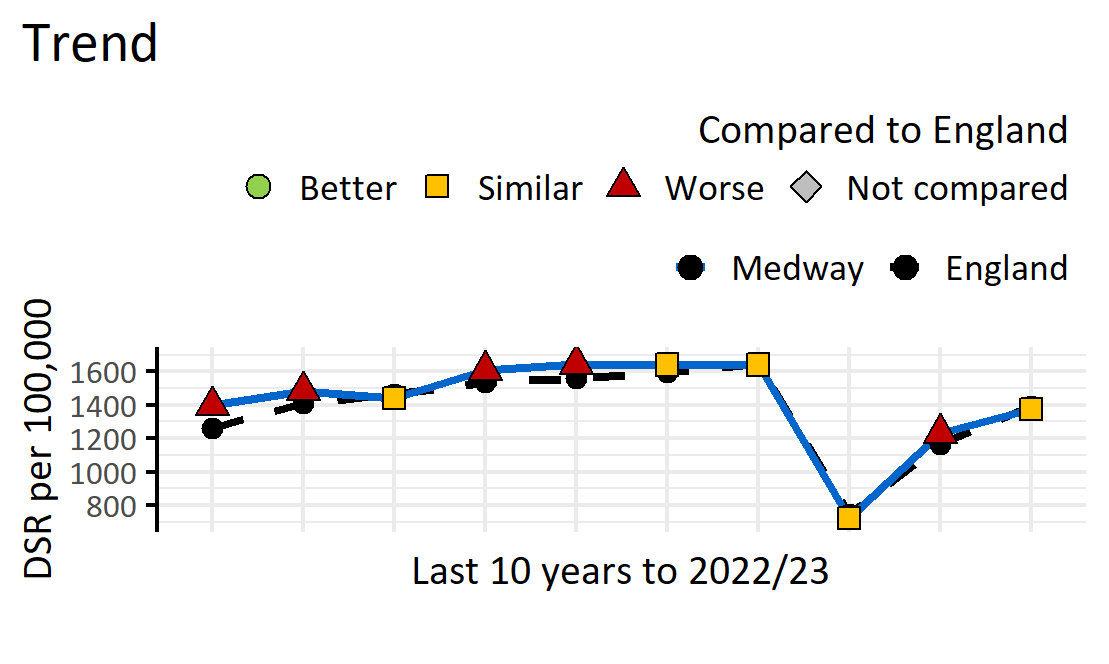 Trend
Compared to England
Better Similar Worse Not compared
Medway England
DSR per 100,000
1600
1400
1200
1000
800
Last 10 years to 2022/23